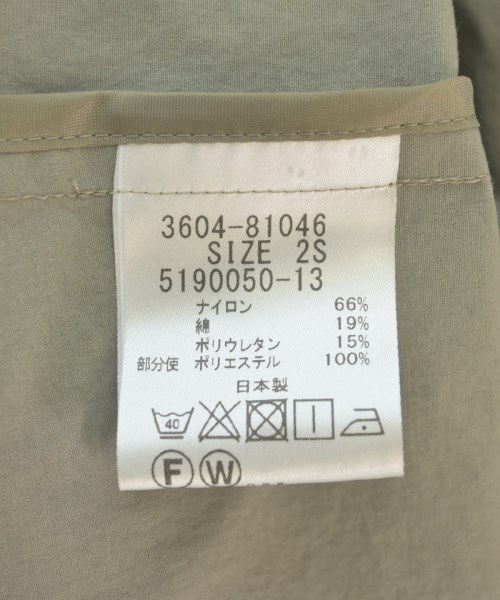 3604-81046
SIZE 2S
5190050-13
ナイロン 66%
綿 19%
ポリウレタン 15%
部分使 ポリエステル 100%
日本製
40
F W